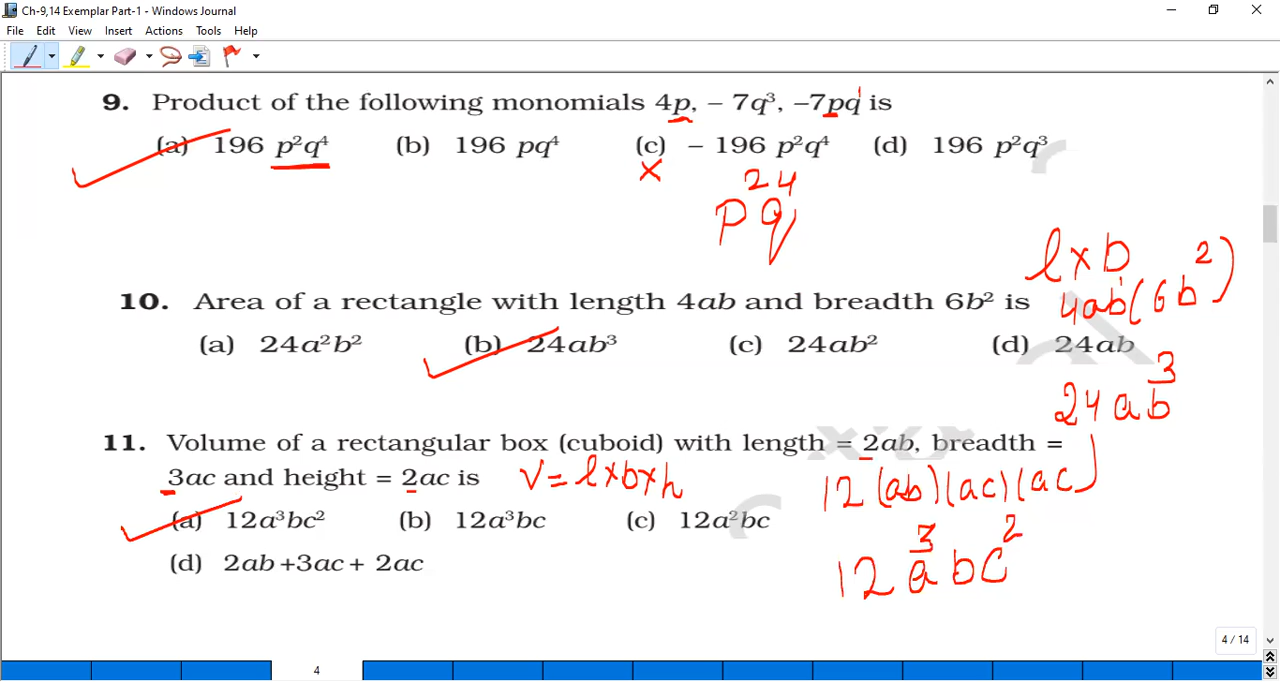 Ch-9,14 Exemplar Part-1 - Windows Journal
File Edit View Insert Actions Tools Help
9. Product of the following monomials 4p, – 7q³, –7pq¹ is
(a) 196 p²q⁴ (b) 196 pq⁴ (c) – 196 p²q⁴ (d) 196 p²q³
x
p²q⁴
l×b
10. Area of a rectangle with length 4ab and breadth 6b² is 4ab¹(6b²)
(a) 24a²b² (b) 24ab³ (c) 24ab² (d) 24ab
24ab³
11. Volume of a rectangular box (cuboid) with length = 2ab, breadth =
3ac and height = 2ac is V=l×b×h 12(ab)(ac)(ac)
(a) 12a³bc² (b) 12a³bc (c) 12a²bc
12a³bc²
(d) 2ab +3ac + 2ac
4 / 14
4